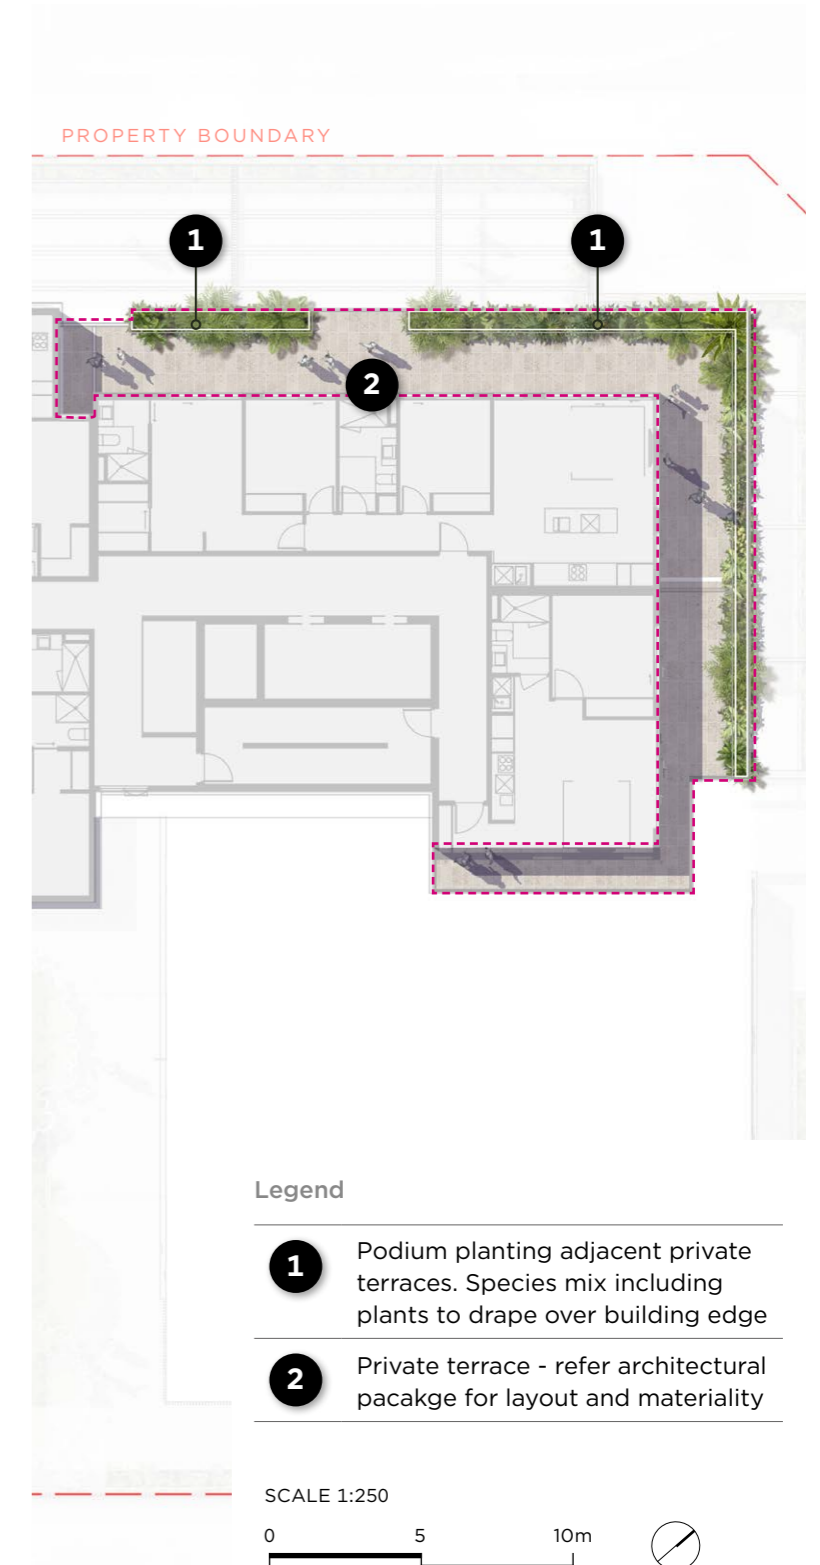 PROPERTY BOUNDARY
1
1
2
Legend
1
Podium planting adjacent private
terraces. Species mix including
plants to drape over building edge
2
Private terrace - refer architectural
pacakge for layout and materiality
SCALE 1:250
0 5 10m